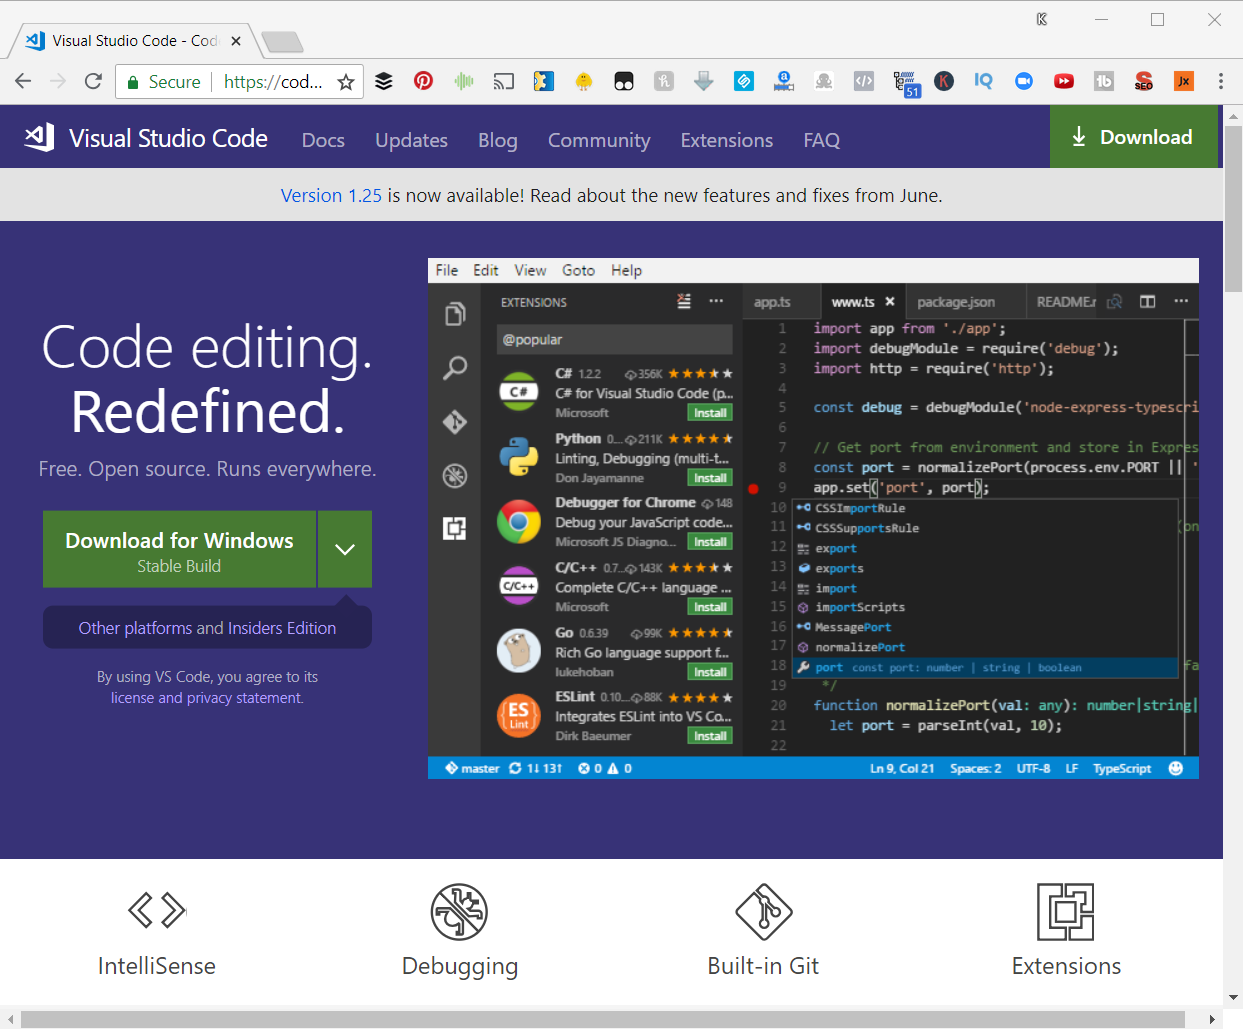 Visual Studio Code - Cod
Secure
https://cod...
51
Visual Studio Code
Docs
Updates
Blog
Community
Extensions
FAQ
Download
Version 1.25 is now available! Read about the new features and fixes from June.
Code editing.
Redefined.
Free. Open source. Runs everywhere.
Download for Windows
Stable Build
Other platforms and Insiders Edition
By using VS Code, you agree to its
license and privacy statement.
File Edit View Goto Help
EXTENSIONS
@popular
C# 1.2.2 356K
C# for Visual Studio Code (p...
Microsoft
Install
Python 0.... 211K
Linting, Debugging (multi-t...
Don Jayamanne
Install
Debugger for Chrome 148
Debug your JavaScript code...
Microsoft JS Diagno...
Install
C/C++ 0.7... 143K
Complete C/C++ language ...
Microsoft
Install
Go 0.6.39 99K
Rich Go language support f...
lukehoban
Install
ESLint 0.10... 88K
Integrates ESLint into VS Co...
Dirk Baeumer
Install
app.ts
www.ts
package.json
README.r
1 import app from './app';
2 import debugModule = require('debug');
3 import http = require('http');
4
5 const debug = debugModule('node-express-typescri
6
7 // Get port from environment and store in Expres
8 const port = normalizePort(process.env.PORT || '
9 app.set('port', port);
10 CSSImportRule
11 CSSSupportsRule (on
12 export
13 exports
14 import
15 importScripts
16 MessagePort
17 normalizePort
18 port const port: number | string | boolean fa
19 */
20 function normalizePort(val: any): number|string|
21 let port = parseInt(val, 10);
22
master 1↓ 13↑ 0 0
Ln 9, Col 21 Spaces: 2 UTF-8 LF TypeScript
IntelliSense
Debugging
Built-in Git
Extensions